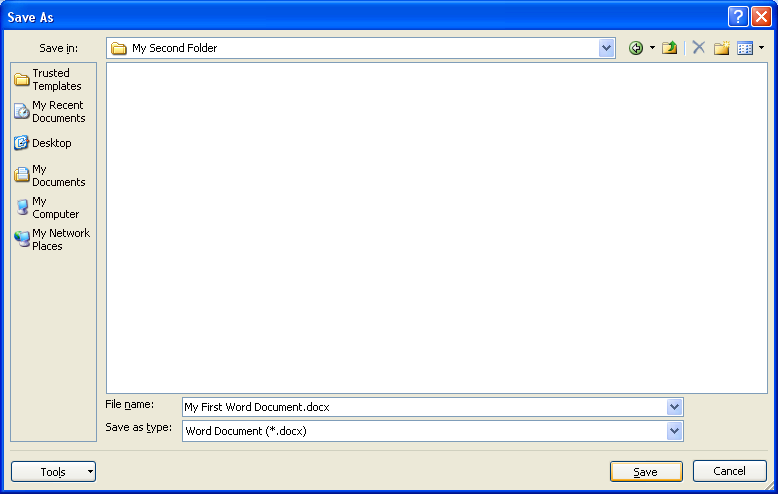 Save As
Save in:
My Second Folder
Trusted
Templates
My Recent
Documents
Desktop
My
Documents
My
Computer
My Network
Places
File name:
My First Word Document.docx
Save as type:
Word Document (*.docx)
Tools
Save
Cancel